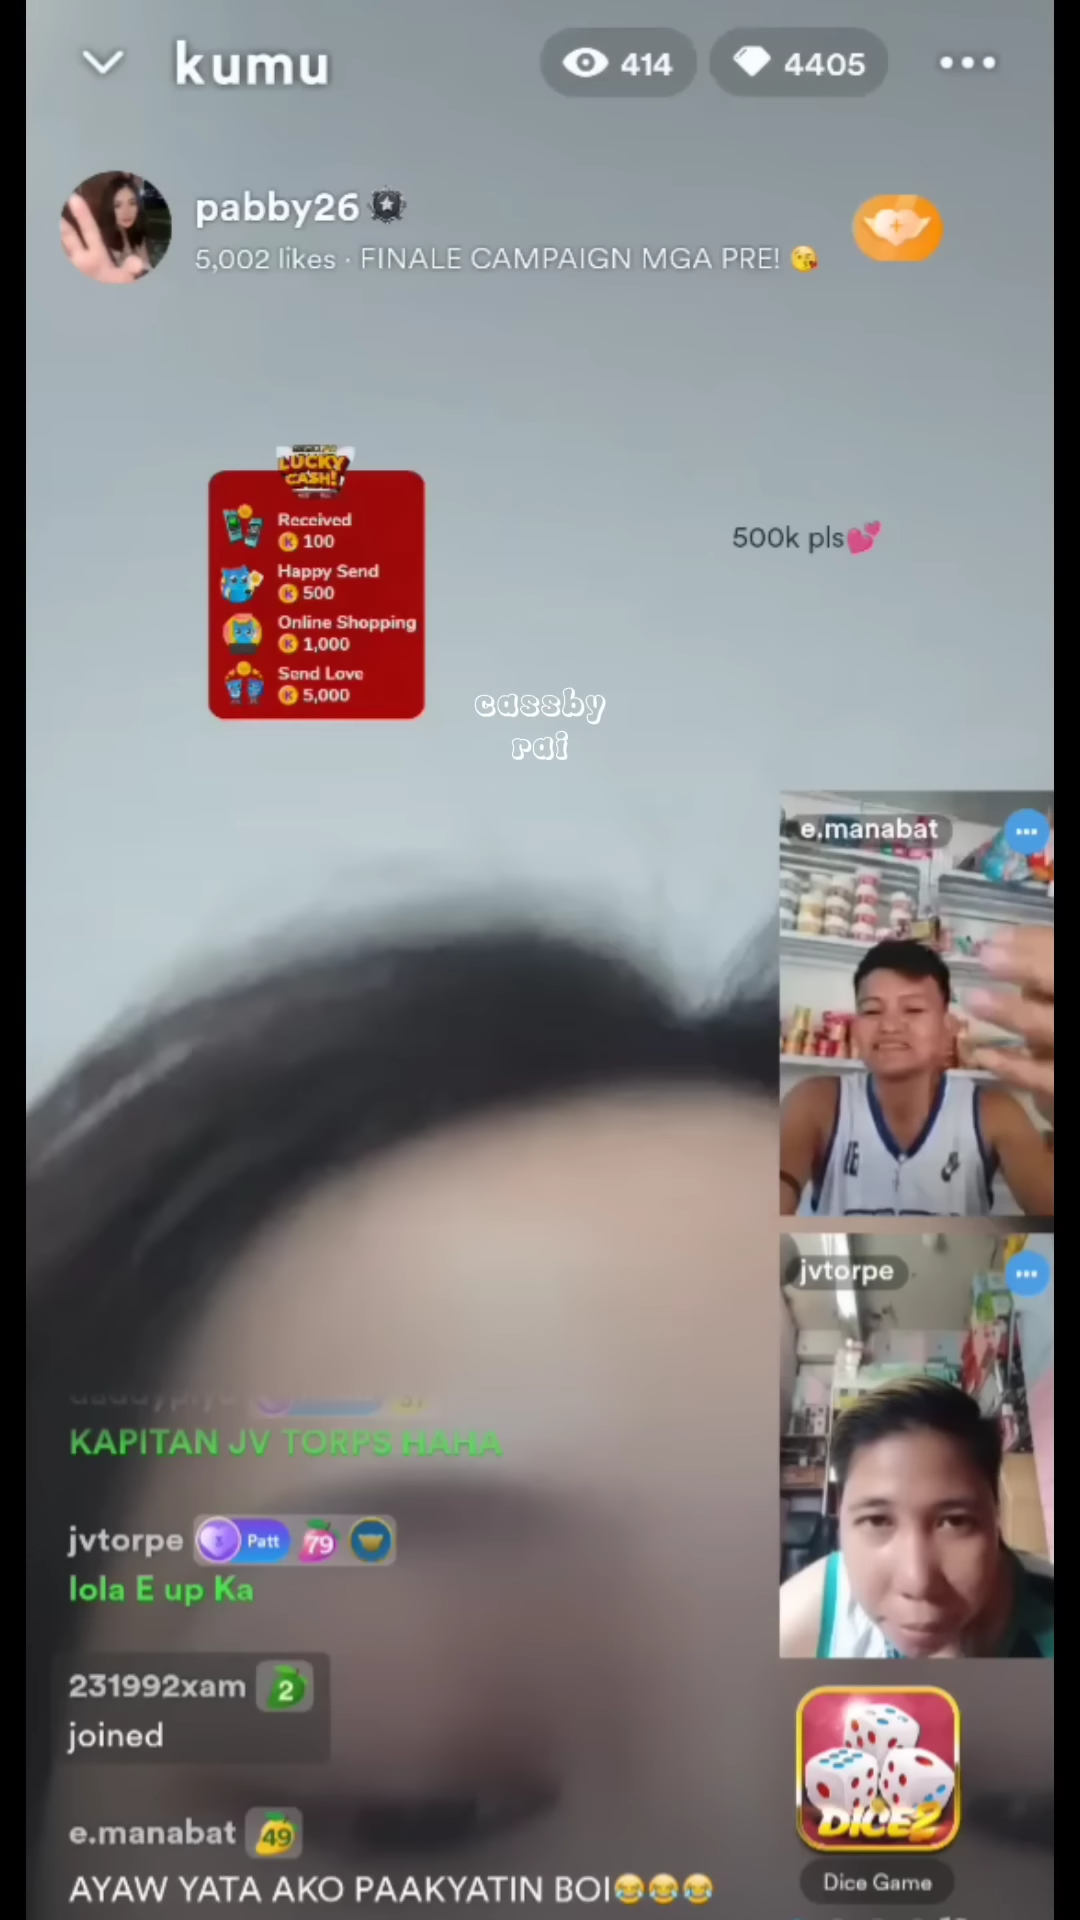 kumu
414
4405
pabby26
5,002 likes · FINALE CAMPAIGN MGA PRE! 😘
LUCKY
CASH!
Received
100
Happy Send
500
Online Shopping
1,000
Send Love
5,000
500k pls💕
cassby
rai
e.manabat
jvtorpe
KAPITAN JV TORPS HAHA
jvtorpe Patt 79
lola E up Ka
231992xam 2
joined
e.manabat 49
AYAW YATA AKO PAAKYATIN BOI😂😂😂
DICE2
Dice Game